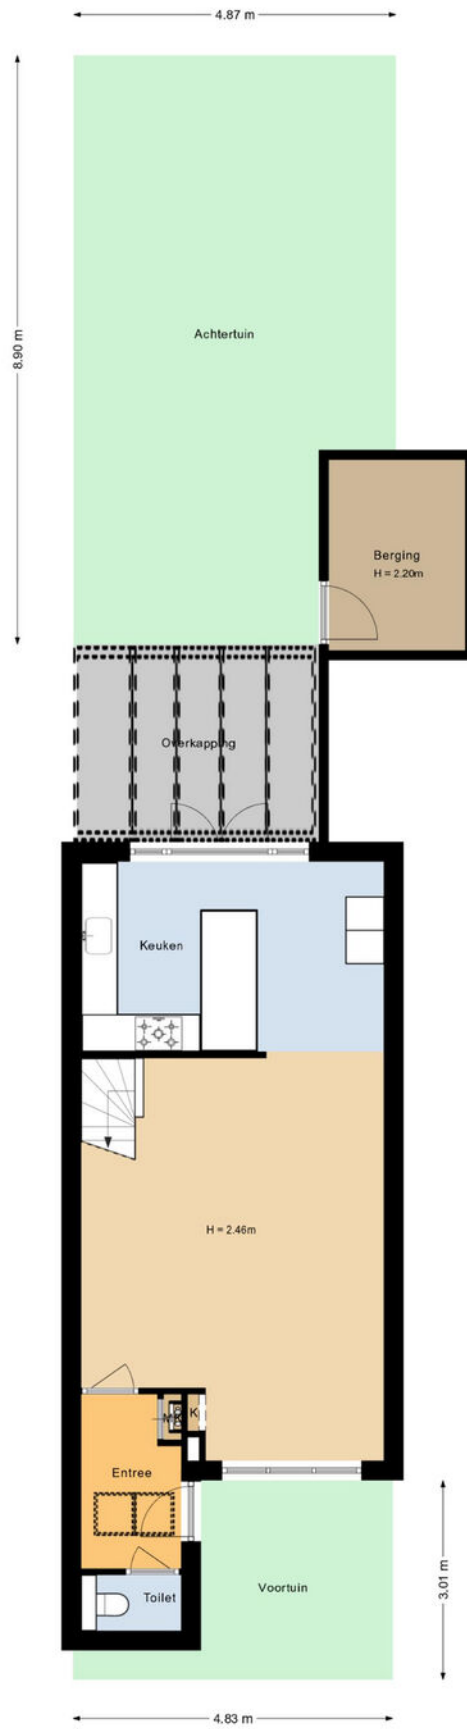 4.87 m
8.90 m
Achtertuin
Berging
H = 2.20m
Overkapping
Keuken
H = 2.46m
MK
K
Entree
Toilet
Voortuin
3.01 m
4.83 m